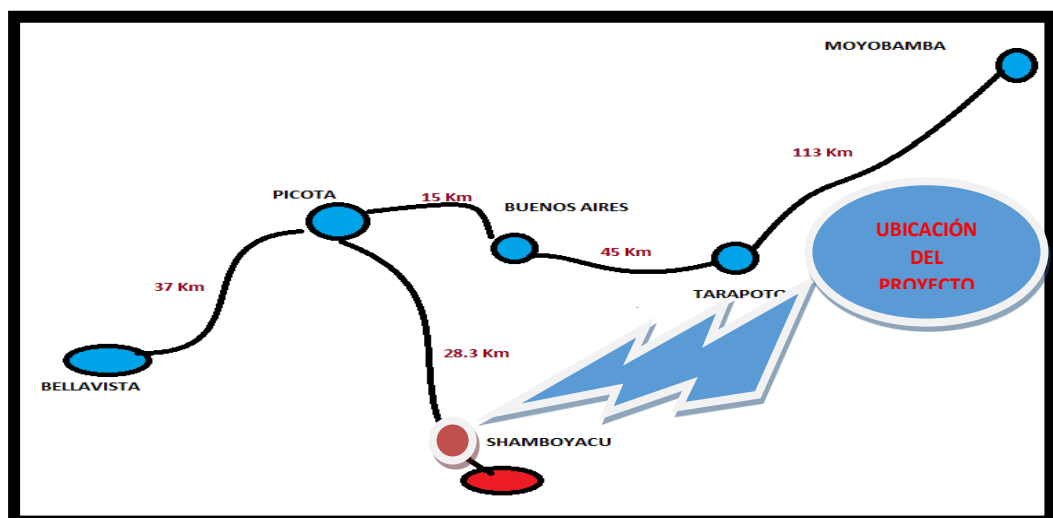 MOYOBAMBA
113 Km
PICOTA
15 Km
BUENOS AIRES
UBICACIÓN
DEL
PROYECTO
45 Km
TARAPOTO
37 Km
28.3 Km
BELLAVISTA
SHAMBOYACU